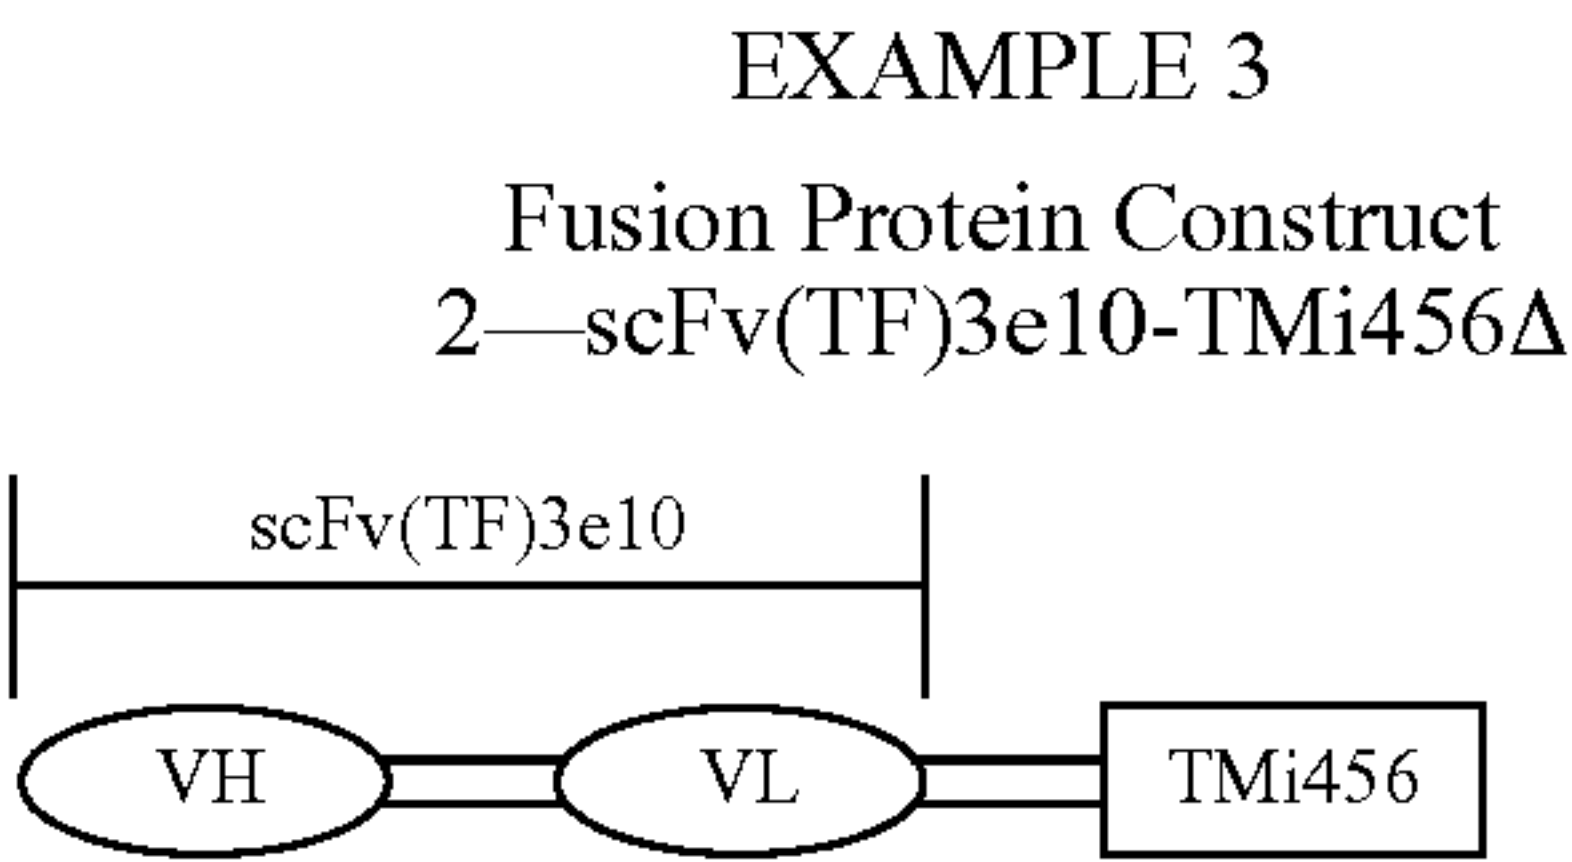 EXAMPLE 3
Fusion Protein Construct
2—scFv(TF)3e10-TMi456Δ
scFv(TF)3e10
VH VL TMi456